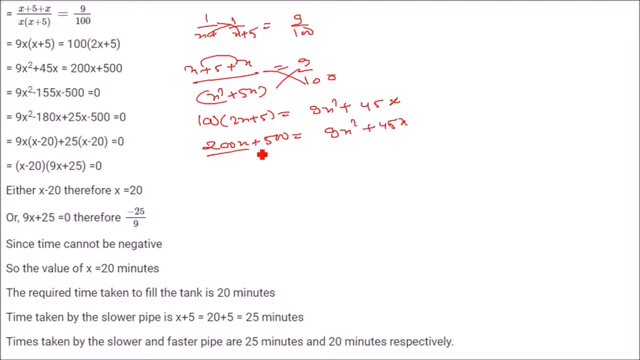 = (x+5+x)/(x(x+5)) = 9/100
= 9x(x+5) = 100(2x+5)
= 9x²+45x = 200x+500
= 9x²-155x-500 =0
= 9x²-180x+25x-500 =0
= 9x(x-20)+25(x-20) =0
= (x-20)(9x+25) =0
Either x-20 therefore x =20
Or, 9x+25 =0 therefore -25/9
Since time cannot be negative
So the value of x =20 minutes
The required time taken to fill the tank is 20 minutes
Time taken by the slower pipe is x+5 = 20+5 = 25 minutes
Times taken by the slower and faster pipe are 25 minutes and 20 minutes respectively.
1/x + 1/x+5 = 9/100
x+5+x/(x²+5x) = 9/100
100(2x+5) = 9x² + 45x
200x + 500 = 9x² + 45x